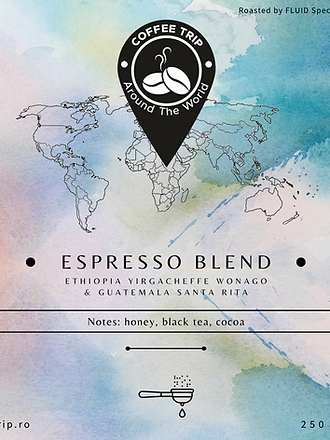 Roasted by FLUID Spec
COFFEE TRIP
Around The World
ESPRESSO BLEND
ETHIOPIA YIRGACHEFFE WONAGO
& GUATEMALA SANTA RITA
Notes: honey, black tea, cocoa
rip.ro
250